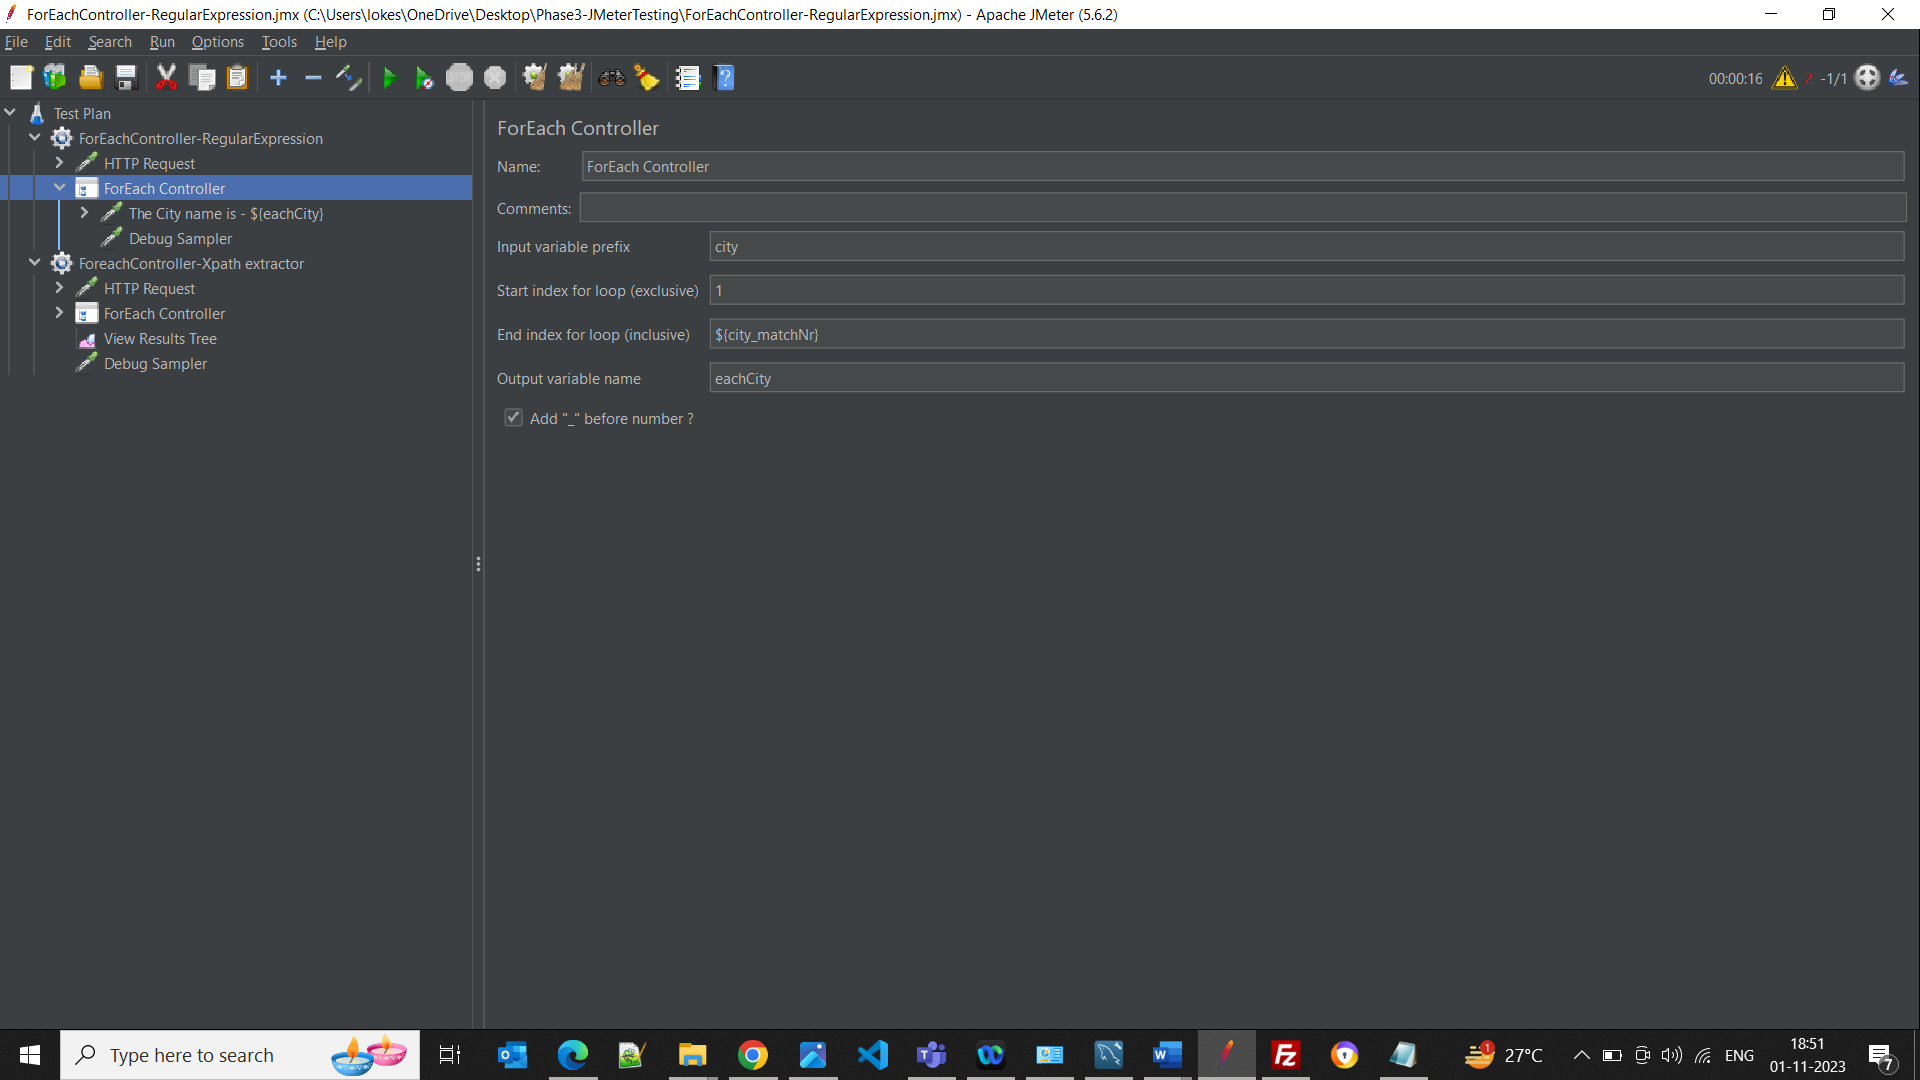 ForEachController-RegularExpression.jmx (C:\Users\lokes\OneDrive\Desktop\Phase3-JMeterTesting\ForEachController-RegularExpression.jmx) - Apache JMeter (5.6.2)
File Edit Search Run Options Tools Help
STOP
00:00:16 2 -1/1
Test Plan
ForEachController-RegularExpression
HTTP Request
ForEach Controller
The City name is - ${eachCity}
Debug Sampler
ForeachController-Xpath extractor
HTTP Request
ForEach Controller
View Results Tree
Debug Sampler
ForEach Controller
Name: ForEach Controller
Comments:
Input variable prefix city
Start index for loop (exclusive) 1
End index for loop (inclusive) ${city_matchNr}
Output variable name eachCity
Add "_" before number ?
Type here to search
1 27°C ENG 18:51
01-11-2023 7